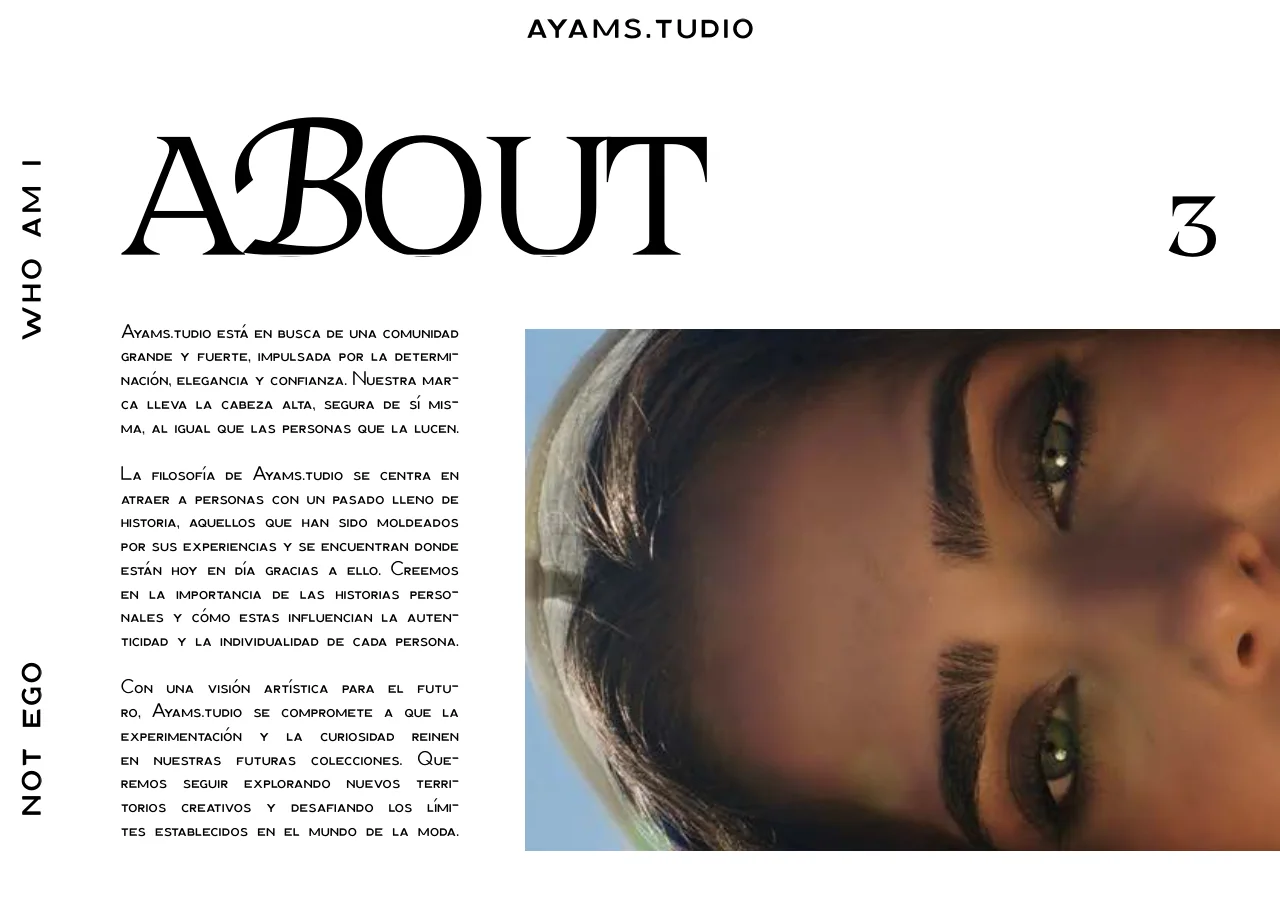 AYAMS.TUDIO
WHO AM I
NOT EGO
ABOUT
3
Ayams.tudio está en busca de una comunidad
grande y fuerte, impulsada por la determi-
nación, elegancia y confianza. Nuestra mar-
ca lleva la cabeza alta, segura de sí mis-
ma, al igual que las personas que la lucen.
La filosofía de Ayams.tudio se centra en
atraer a personas con un pasado lleno de
historia, aquellos que han sido moldeados
por sus experiencias y se encuentran donde
están hoy en día gracias a ello. Creemos
en la importancia de las historias perso-
nales y cómo estas influencian la auten-
ticidad y la individualidad de cada persona.
Con una visión artística para el futu-
ro, Ayams.tudio se compromete a que la
experimentación y la curiosidad reinen
en nuestras futuras colecciones. Que-
remos seguir explorando nuevos terri-
torios creativos y desafiando los lími-
tes establecidos en el mundo de la moda.